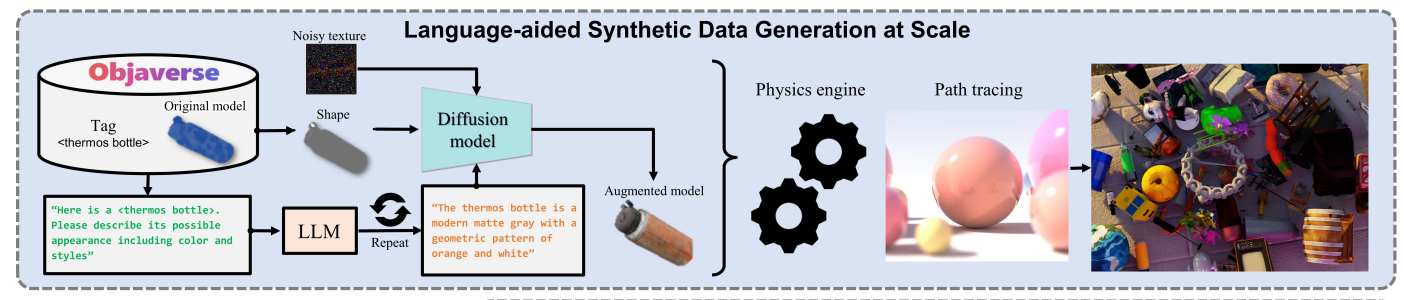 Language-aided Synthetic Data Generation at Scale
Noisy texture
Objaverse
Original model
Tag
<thermos bottle>
Shape
Diffusion
model
Physics engine
Path tracing
Augmented model
“Here is a <thermos bottle>.
Please describe its possible
appearance including color and
styles”
LLM
Repeat
“The thermos bottle is a
modern matte gray with a
geometric pattern of
orange and white”